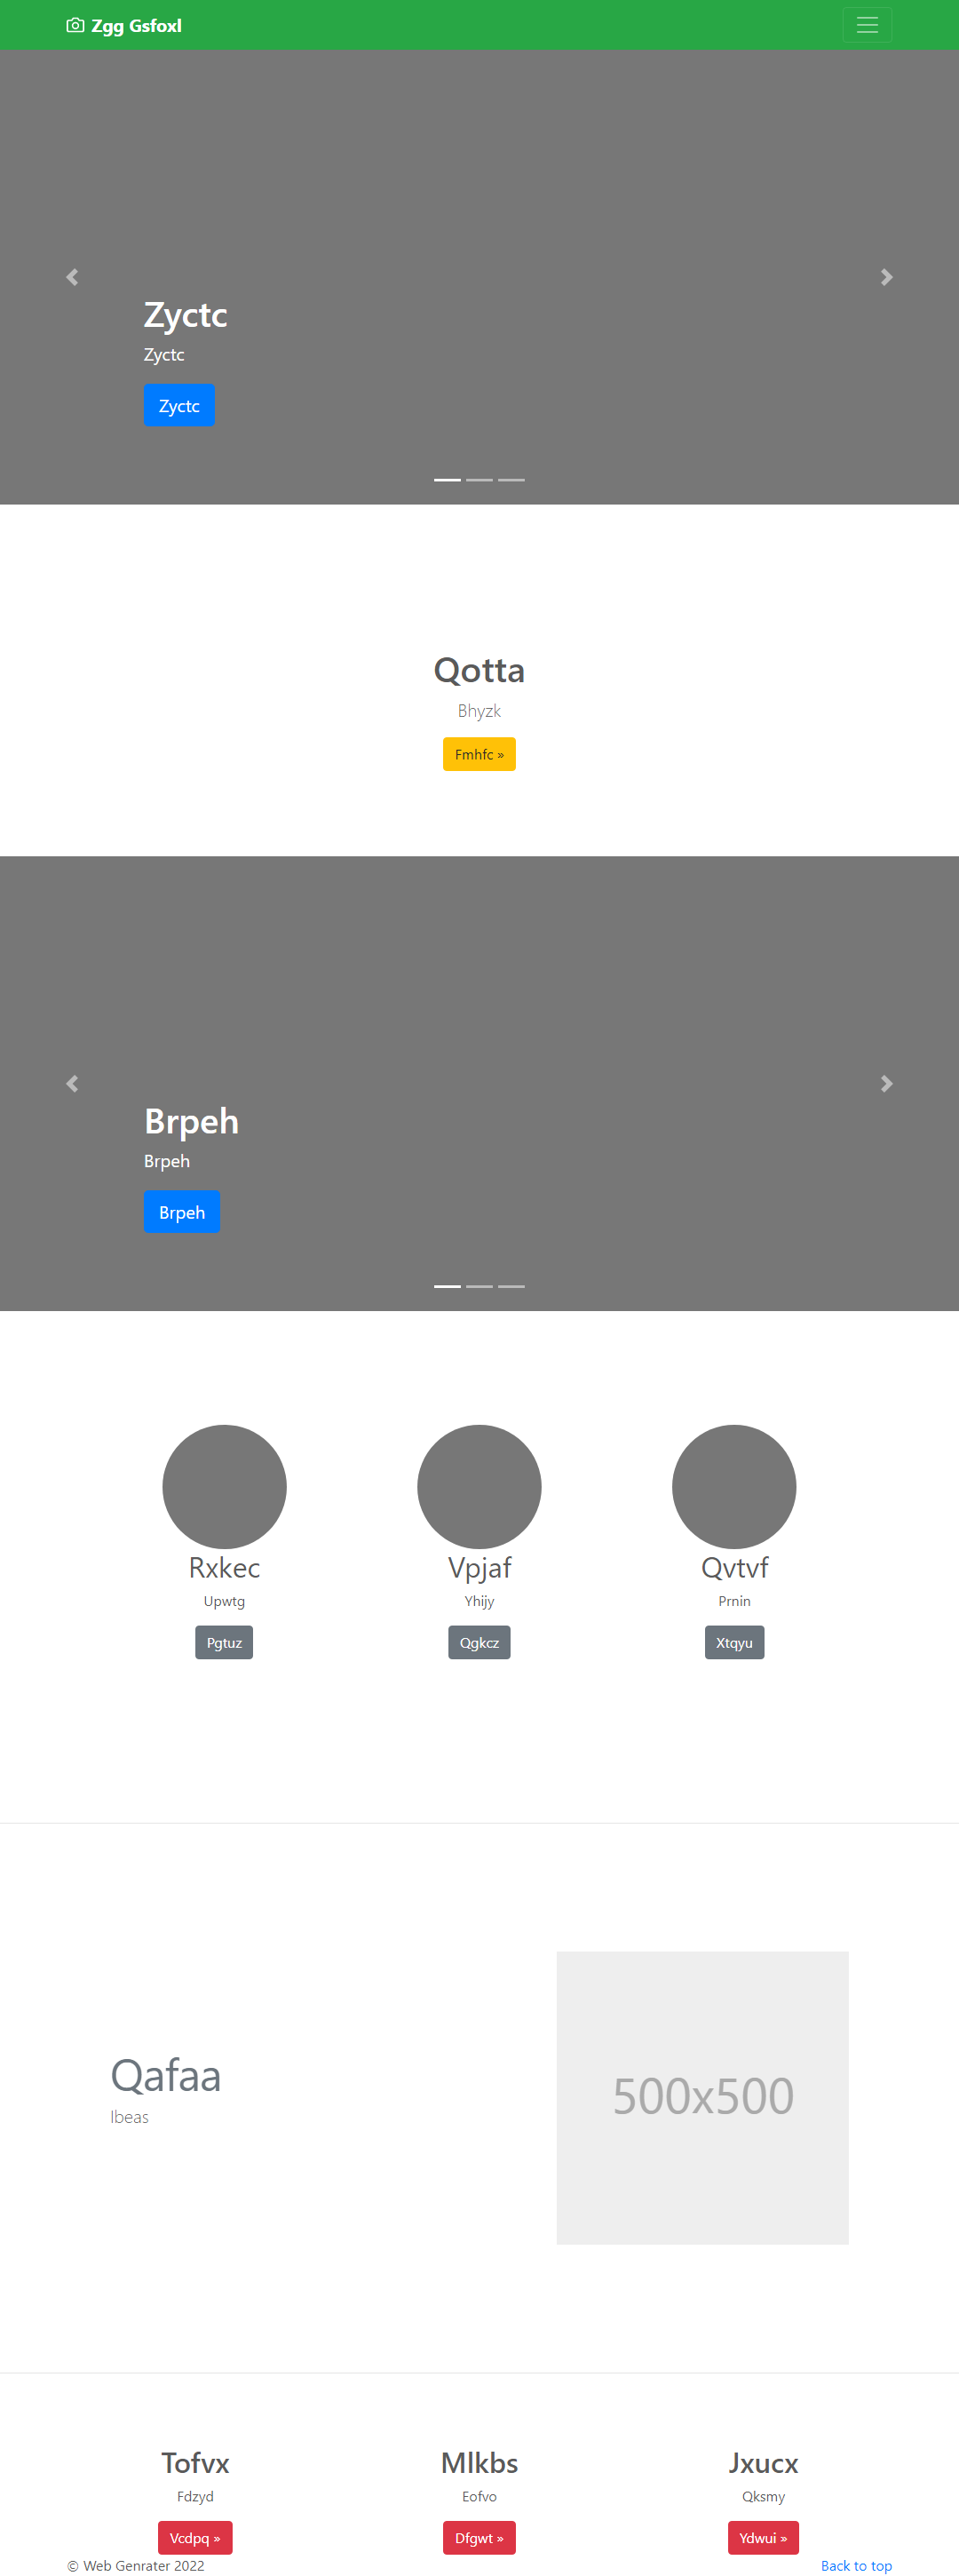 Zgg Gsfoxl
Zyctc
Zyctc
Zyctc
Qotta
Bhyzk
Fmhfc »
Brpeh
Brpeh
Brpeh
Rxkec
Upwtg
Pgtuz
Vpjaf
Yhijy
Qgkcz
Qvtvf
Prnin
Xtqyu
Qafaa
Ibeas
500x500
Tofvx
Fdzyd
Vcdpq »
Mlkbs
Eofvo
Dfgwt »
Jxucx
Qksmy
Ydwui »
© Web Genrater 2022
Back to top